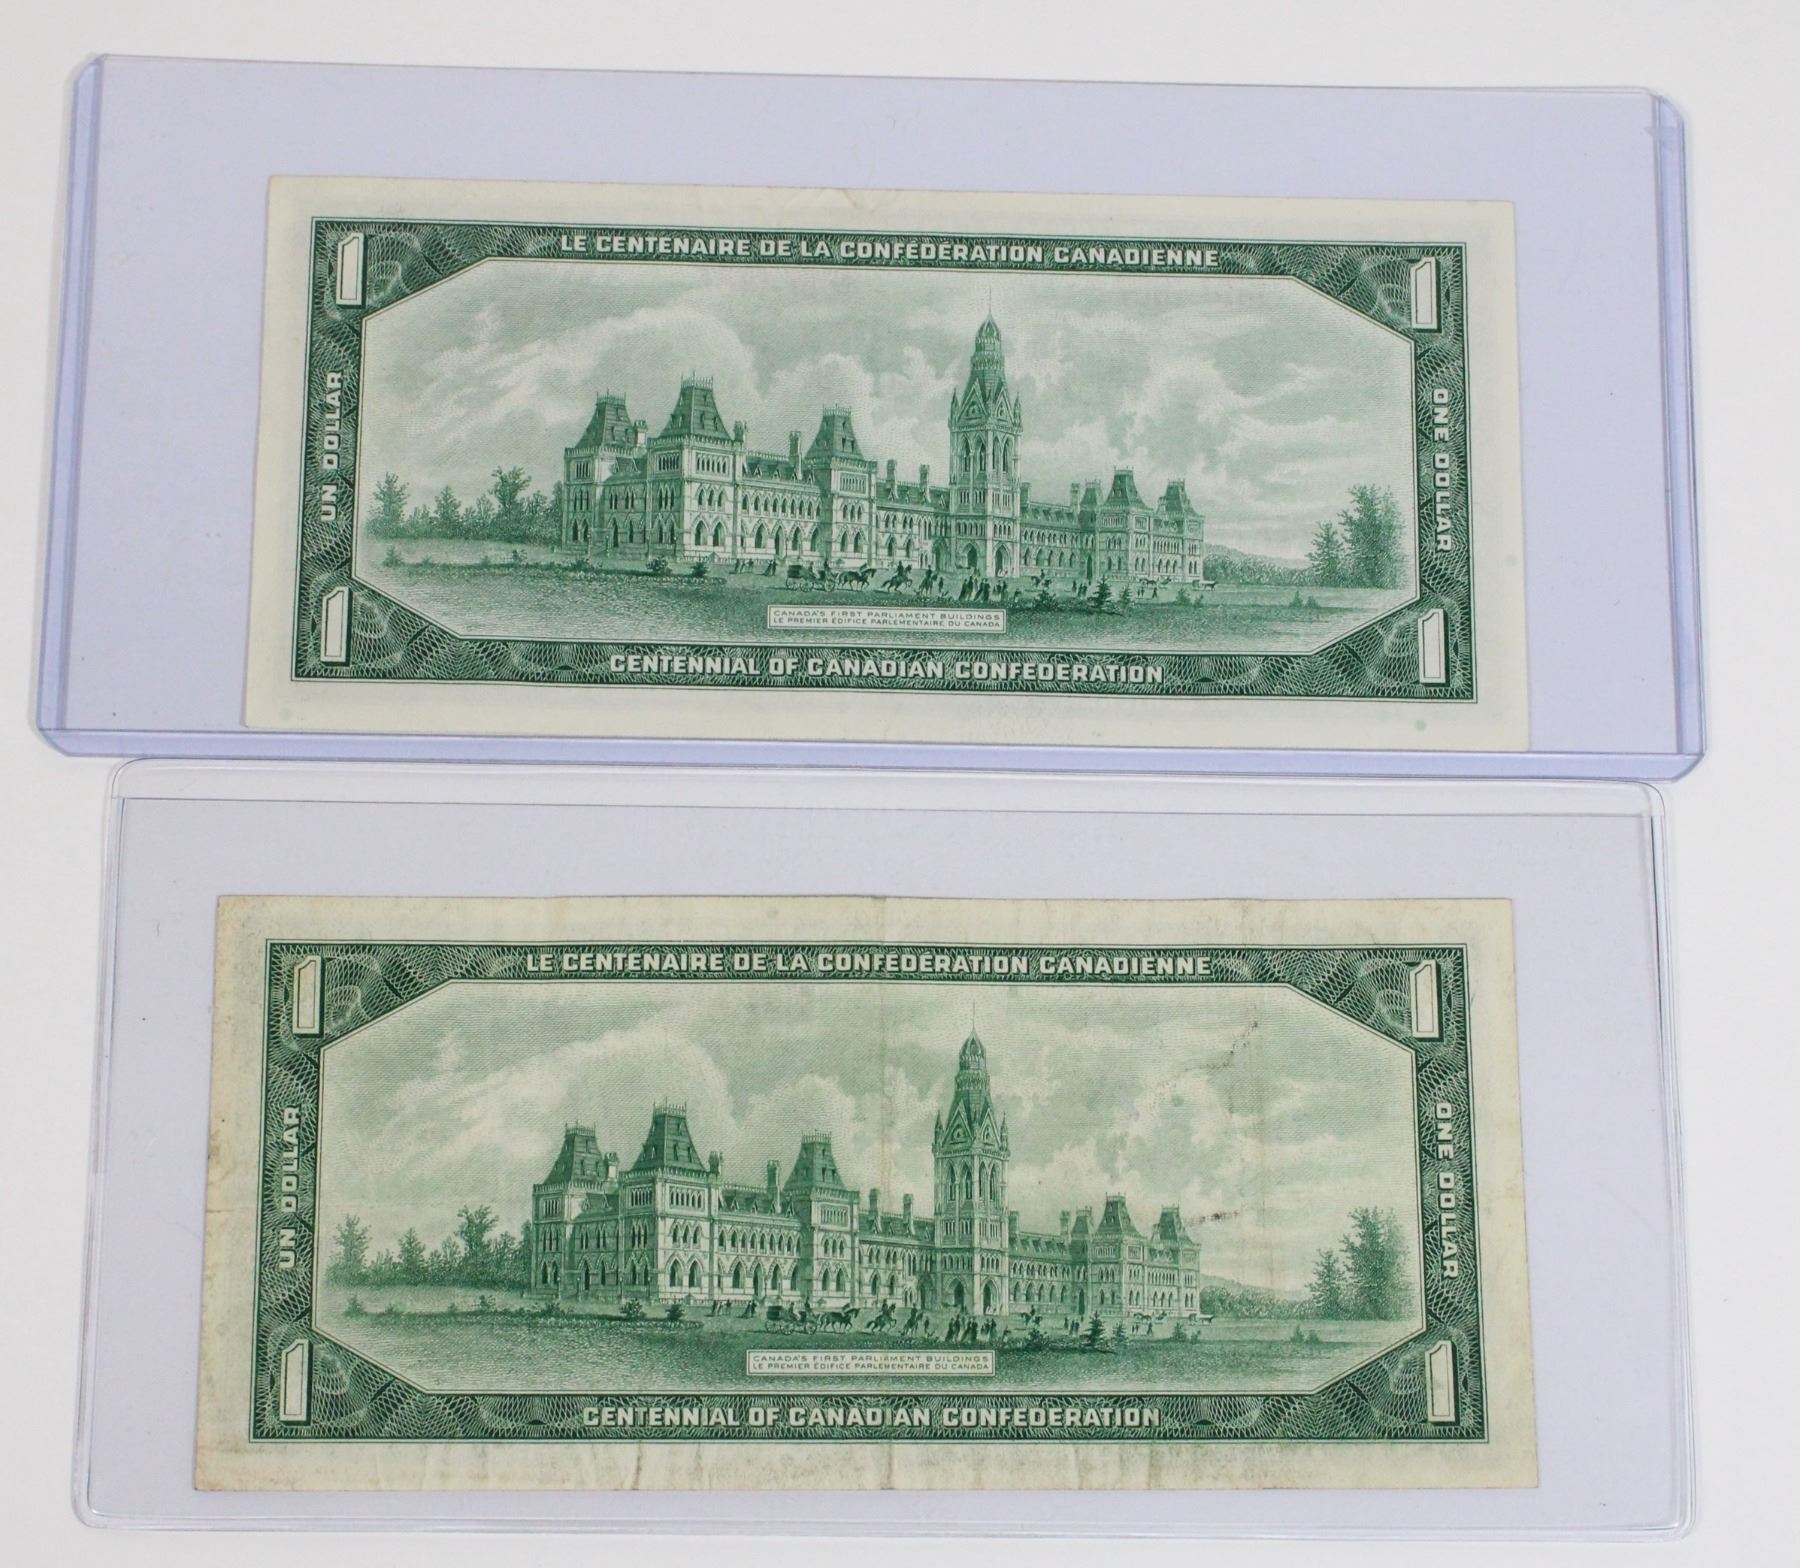 1 LE CENTENAIRE DE LA CONFÉDÉRATION CANADIENNE 1
UN DOLLAR
ONE DOLLAR
CANADA'S FIRST PARLIAMENT BUILDINGS
LE PREMIER ÉDIFICE PARLEMENTAIRE DU CANADA
1 CENTENNIAL OF CANADIAN CONFEDERATION 1
1 LE CENTENAIRE DE LA CONFÉDÉRATION CANADIENNE 1
UN DOLLAR
ONE DOLLAR
CANADA'S FIRST PARLIAMENT BUILDINGS
LE PREMIER ÉDIFICE PARLEMENTAIRE DU CANADA
1 CENTENNIAL OF CANADIAN CONFEDERATION 1